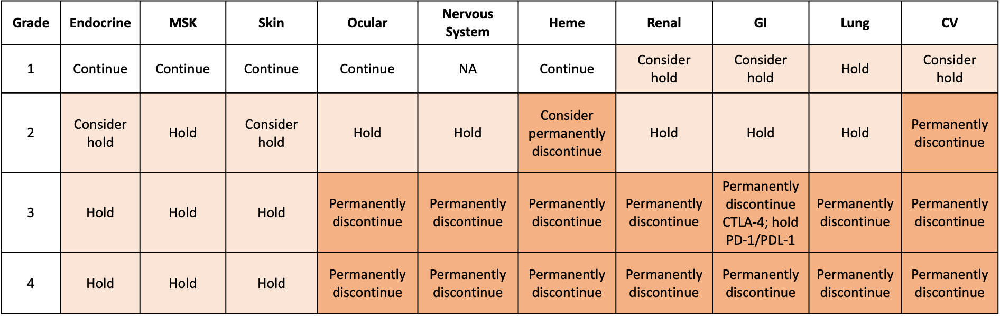 Grade Endocrine MSK Skin Ocular Nervous System Heme Renal GI Lung CV
1 Continue Continue Continue Continue NA Continue Consider hold Consider hold Hold Consider hold
2 Consider hold Hold Consider hold Hold Hold Consider permanently discontinue Hold Hold Hold Permanently discontinue
3 Hold Hold Hold Permanently discontinue Permanently discontinue Permanently discontinue Permanently discontinue Permanently discontinue CTLA-4; hold PD-1/PDL-1 Permanently discontinue Permanently discontinue
4 Hold Hold Hold Permanently discontinue Permanently discontinue Permanently discontinue Permanently discontinue Permanently discontinue Permanently discontinue Permanently discontinue